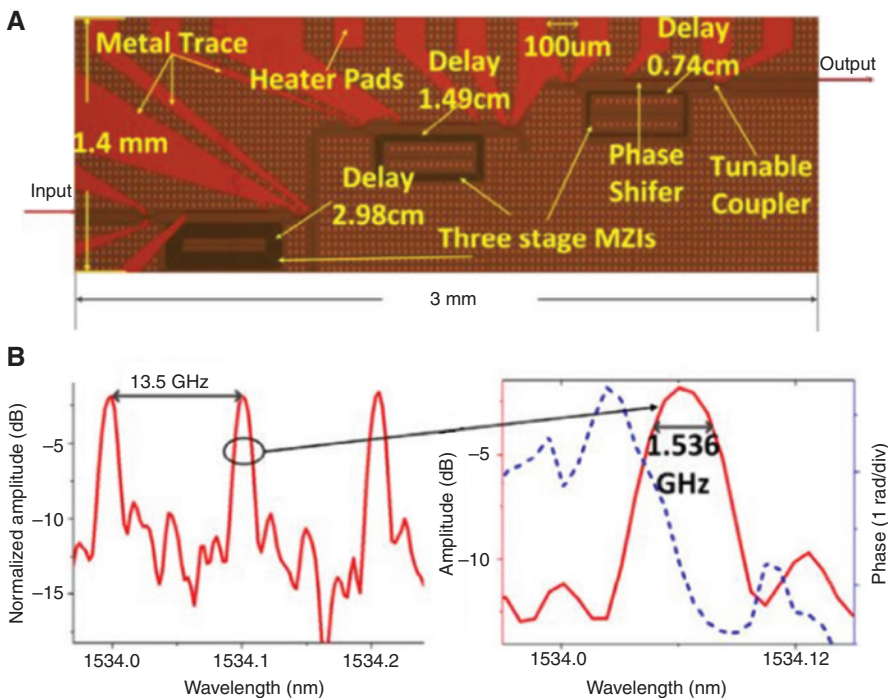 A
Metal Trace
Heater Pads
Delay
1.49cm
100um
Delay
0.74cm
Output
1.4 mm
Input
Delay
2.98cm
Phase
Shifer
Tunable
Coupler
Three stage MZIs
3 mm
B
13.5 GHz
Normalized amplitude (dB)
−5
−10
−15
1534.0
1534.1
1534.2
Wavelength (nm)
1.536
GHz
Amplitude (dB)
−5
−10
Phase (1 rad/div)
1534.0
1534.12
Wavelength (nm)